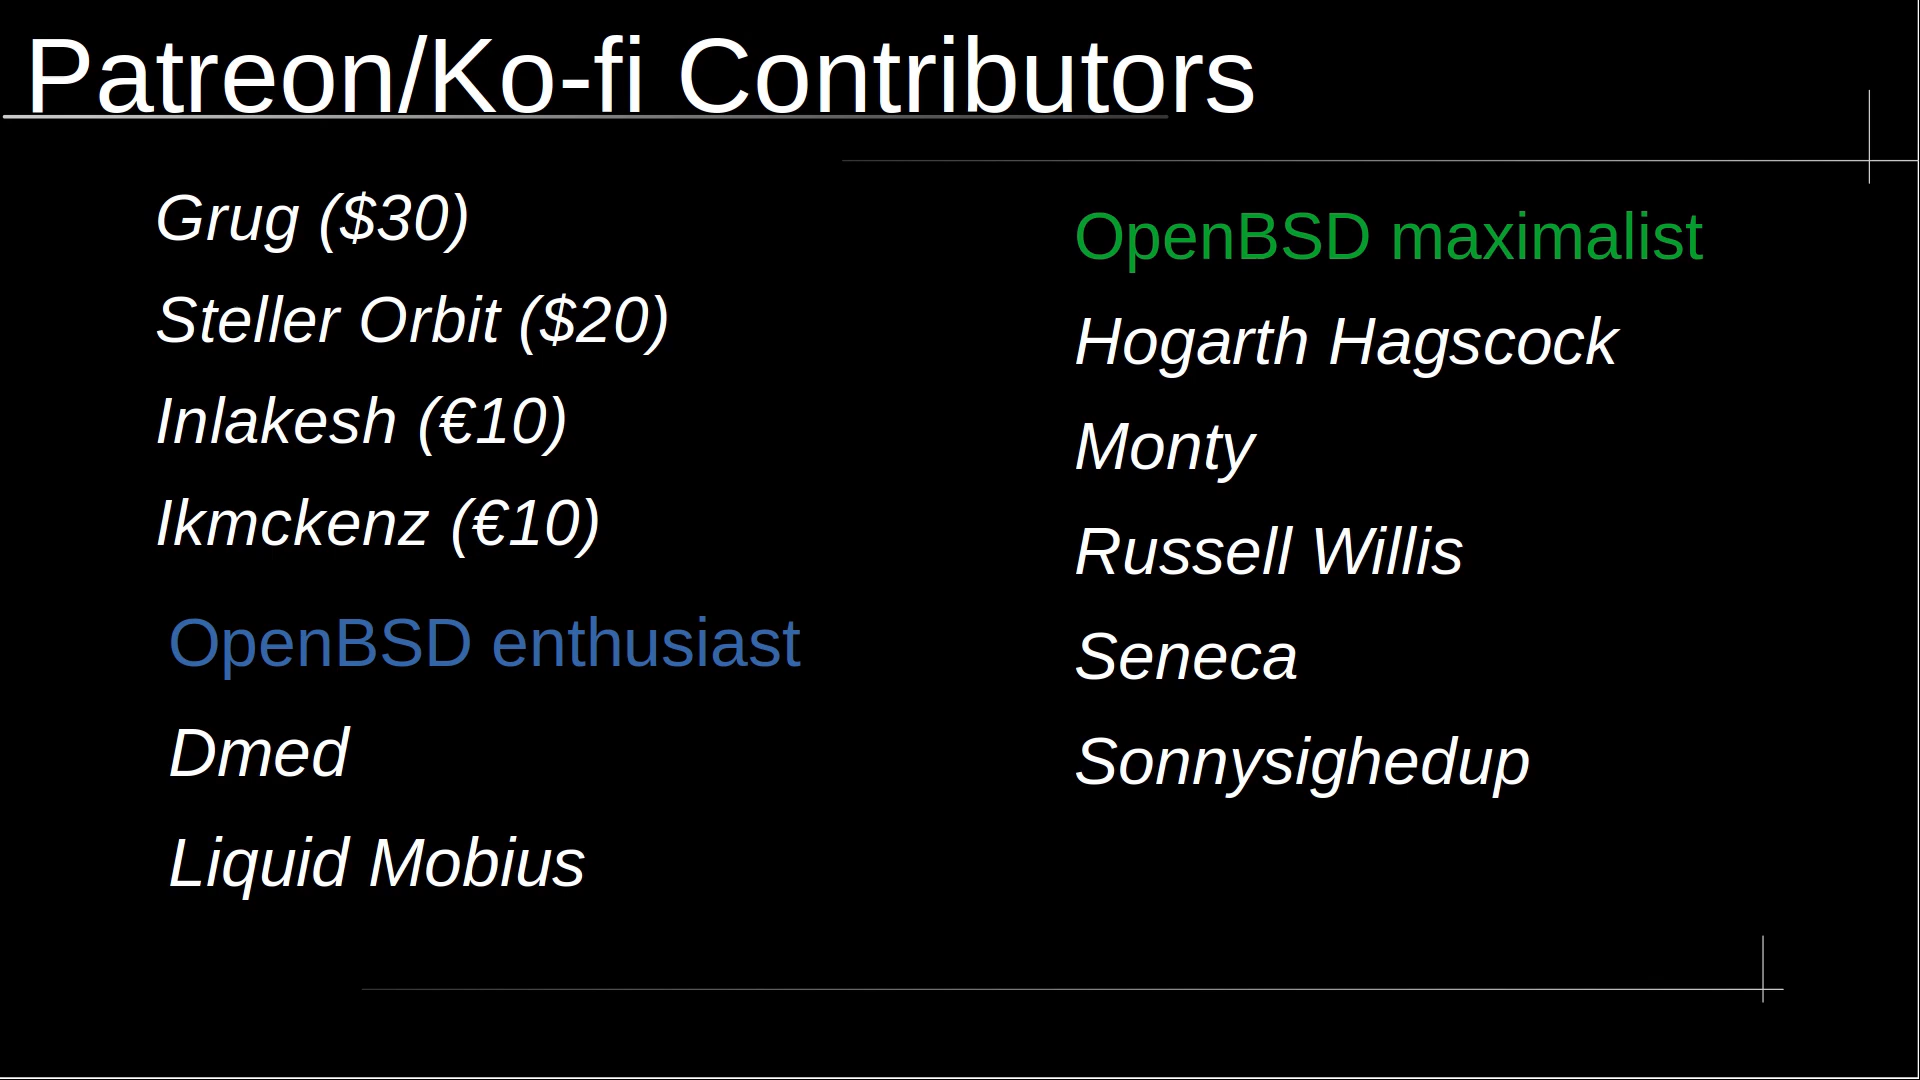 Patreon/Ko-fi Contributors
Grug ($30)
Steller Orbit ($20)
Inlakesh (€10)
Ikmckenz (€10)
OpenBSD enthusiast
Dmed
Liquid Mobius
OpenBSD maximalist
Hogarth Hagscock
Monty
Russell Willis
Seneca
Sonnysighedup